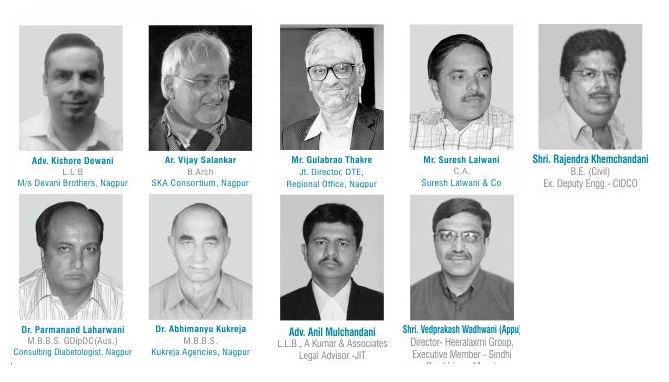 Adv. Kishore Dewani
L.L.B
M/s Devani Brothers, Nagpur
Ar. Vijay Salankar
B.Arch
SKA Consortium, Nagpur
Mr. Gulabrao Thakre
Jt. Director, DTE,
Regional Office, Nagpur
Mr. Suresh Lalwani
C.A.
Suresh Lalwani & Co
Shri. Rajendra Khemchandani
B.E. (Civil)
Ex. Deputy Engg.- CIDCO
Dr. Parmanand Laharwani
M.B.B.S. GDipDC(Aus.)
Consulting Diabetologist, Nagpur
Dr. Abhimanyu Kukreja
M.B.B.S.
Kukreja Agencies, Nagpur
Adv. Anil Mulchandani
L.L.B., A Kumar & Associates
Legal Advisor -JIT
Shri. Vedprakash Wadhwani (Appu
Director- Heeralaxmi Group,
Executive Member - Sindhi